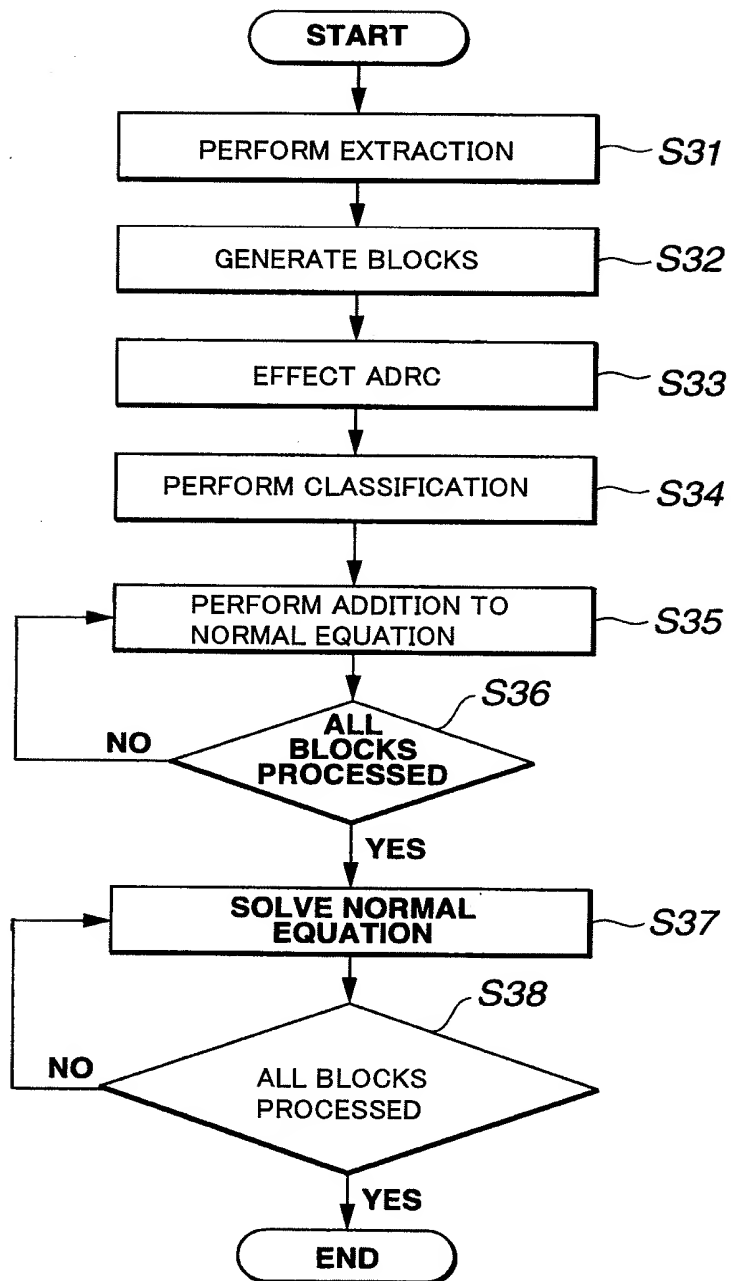 START
PERFORM EXTRACTION
S31
GENERATE BLOCKS
S32
EFFECT ADRC
S33
PERFORM CLASSIFICATION
S34
PERFORM ADDITION TO
NORMAL EQUATION
S35
S36
ALL
BLOCKS
PROCESSED
NO
YES
SOLVE NORMAL
EQUATION
S37
S38
ALL BLOCKS
PROCESSED
NO
YES
END